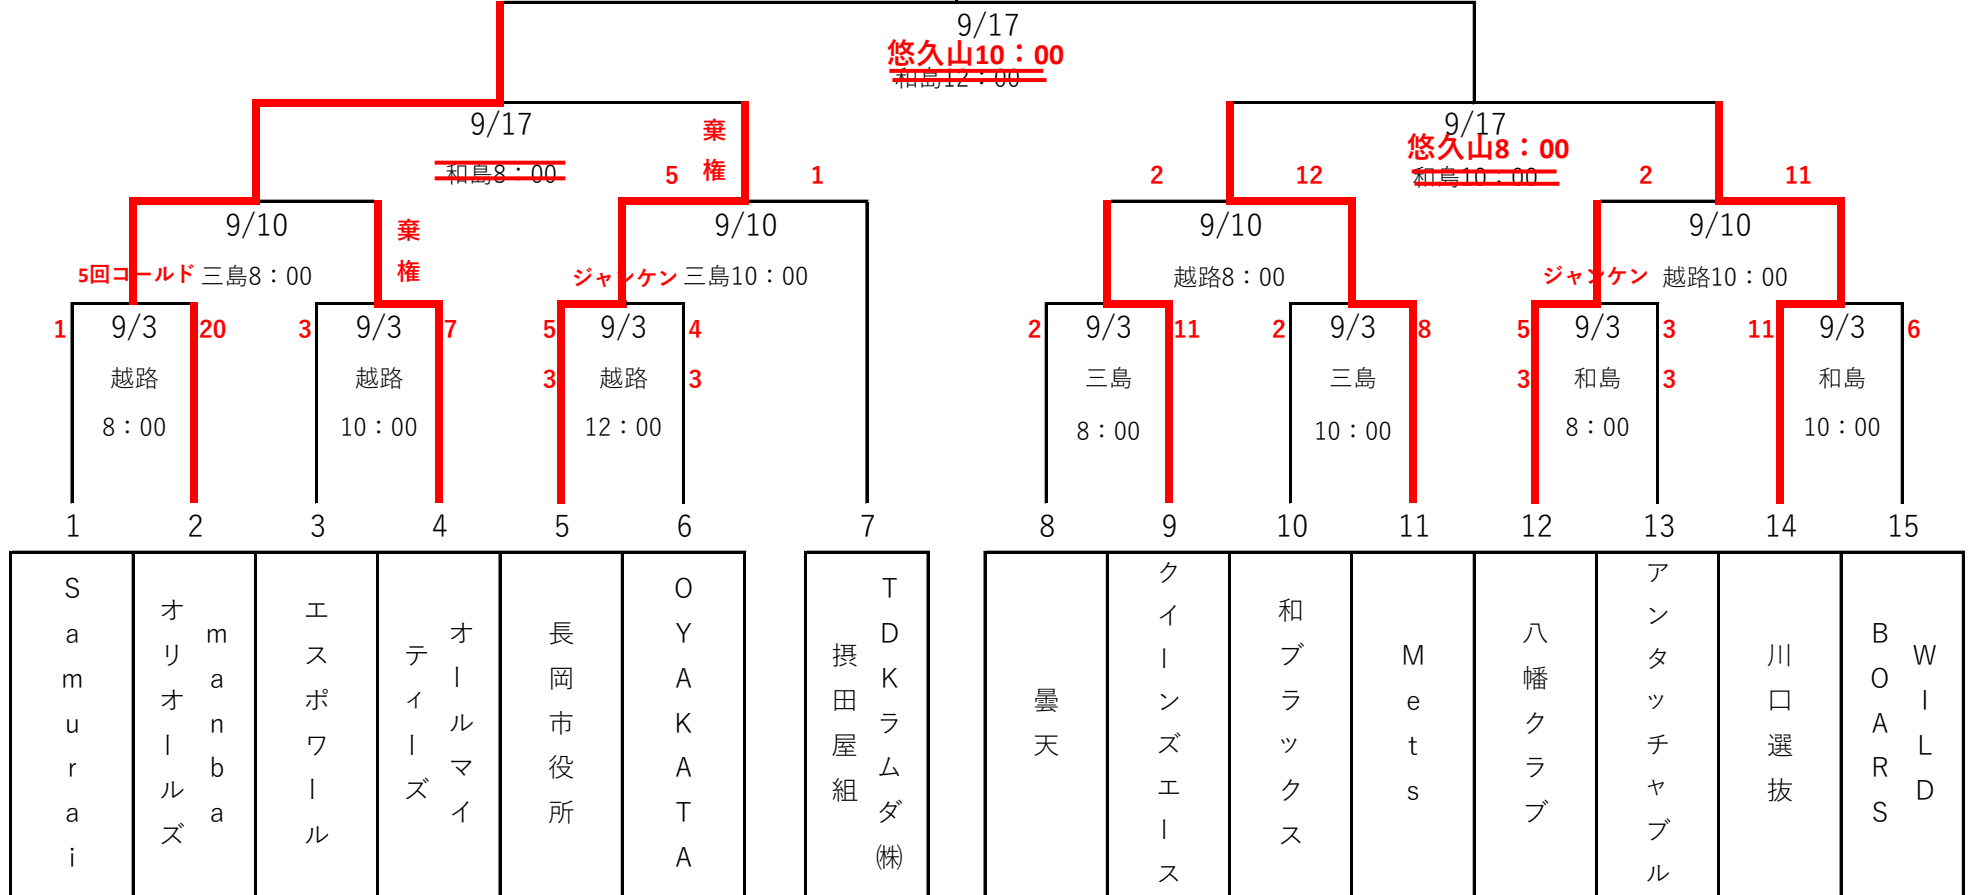 9/17
悠久山10：00
和島12：00
9/17
棄権
和島8：00
5
1
9/17
悠久山8：00
和島10：00
2
12
2
11
9/10
棄権
5回コールド 三島8：00
9/10
ジャンケン 三島10：00
9/10
越路8：00
9/10
ジャンケン 越路10：00
1 9/3 20
越路
8：00
3 9/3 7
越路
10：00
5 9/3 4
3 越路 3
12：00
2 9/3 11
三島
8：00
2 9/3 8
三島
10：00
5 9/3 3
3 和島 3
8：00
11 9/3 6
和島
10：00
1 2 3 4 5 6 7 8 9 10 11 12 13 14 15
Samurai
manba
オリオールズ
エスポワール
オールマイ
ティーズ
長岡市役所
OYAKATA
TDKラムダ㈱
摂田屋組
曇天
クイーンズエース
和ブラックス
Mets
八幡クラブ
アンタッチャブル
川口選抜
WILD
BOARS